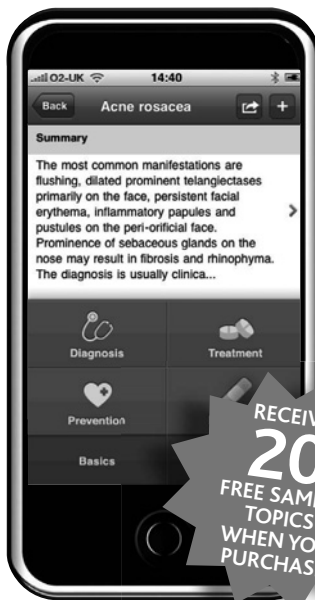 O2-UK 14:40
Back Acne rosacea +
Summary
The most common manifestations are
flushing, dilated prominent telangiectases
primarily on the face, persistent facial
erythema, inflammatory papules and
pustules on the peri-orificial face.
Prominence of sebaceous glands on the
nose may result in fibrosis and rhinophyma.
The diagnosis is usually clinica...
Diagnosis Treatment
Prevention
Basics
RECEIV
20
FREE SAM
TOPICS
WHEN YO
PURCHAS